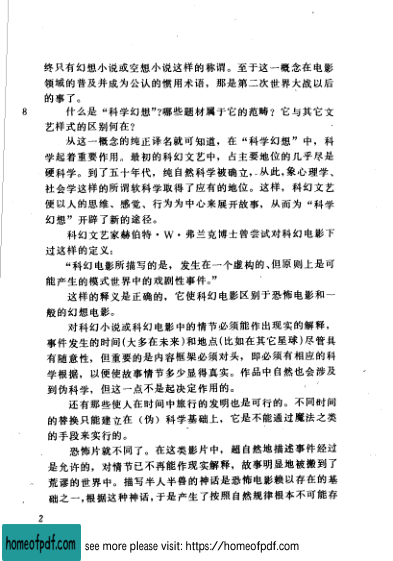 终只有幻想小说或空想小说这样的称谓。至于这一概念在电影
领域的普及并成为公认的惯用术语，那是第二次世界大战以后
的事了。
8
什么是“科学幻想”?哪些题材属于它的范畴？它与其它文
艺样式的区别何在?
从这一概念的纯正译名就可知道，在“科学幻想”中，科
学起着重要作用。最初的科幻文艺中，占主要地位的几乎尽是
硬科学。到了五十年代，纯自然科学被确立，.从此,象心理学、
社会学这样的所谓软科学取得了应有的地位。这样，科幻文艺
便以人的思维、感觉、行为为中心来展开故事，从而为“科学
幻想”开辟了新的途径。
科幻文艺家赫伯特·W·弗兰克博士曾尝试对科幻电影下
过这样的定义：
“科幻电影所描写的是，发生在一个虚构的、但原则上是可
能产生的模式世界中的戏剧性事件。”
这样的释义是正确的，它使科幻电影区别于恐怖电影和一
般的幻想电影。
对科幻小说或科幻电影中的情节必须能作出现实的解释，
事件发生的时间(大多在未来)和地点(比如在其它星球)尽管具
有随意性，但重要的是内容框架必须对头，即必须有相应的科
学根据，以便使故事情节多少显得真实。作品中自然也会涉及
到伪科学，但这一点不是起决定作用的。
还有那些使人在时间中旅行的发明也是可行的。不同时间
的替换只能建立在（伪）科学基础上，它是不能通过魔法之类
的手段来实行的。
恐怖片就不同了。在这类影片中，超自然地描述事件经过
是允许的，对情节已不再能作现实解释，故事明显地被搬到了
荒谬的世界中。描写半人半兽的神话是恐怖电影赖以存在的基
础之一，根据这种神话，于是产生了按照自然规律根本不可能存
2
homeofpdf.com
see more please visit: https://homeofpdf.com